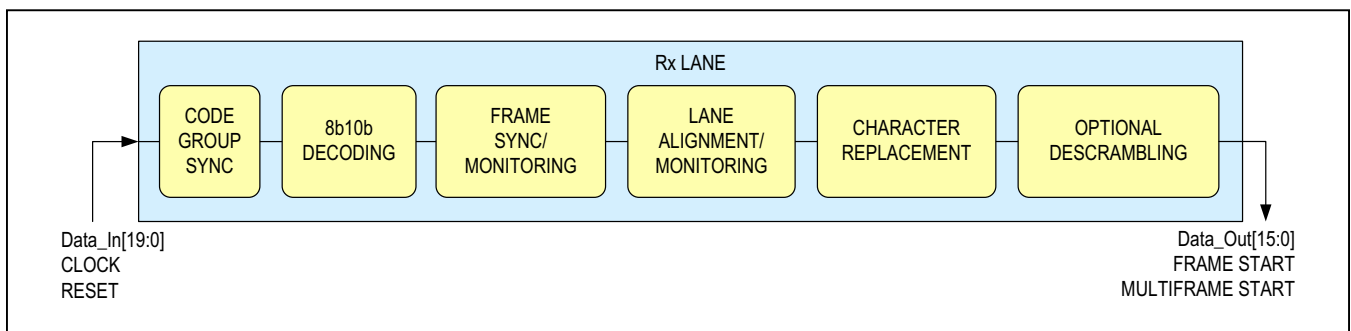 Rx LANE
CODE
GROUP
SYNC
8b10b
DECODING
FRAME
SYNC/
MONITORING
LANE
ALIGNMENT/
MONITORING
CHARACTER
REPLACEMENT
OPTIONAL
DESCRAMBLING
Data_In[19:0]
CLOCK
RESET
Data_Out[15:0]
FRAME START
MULTIFRAME START